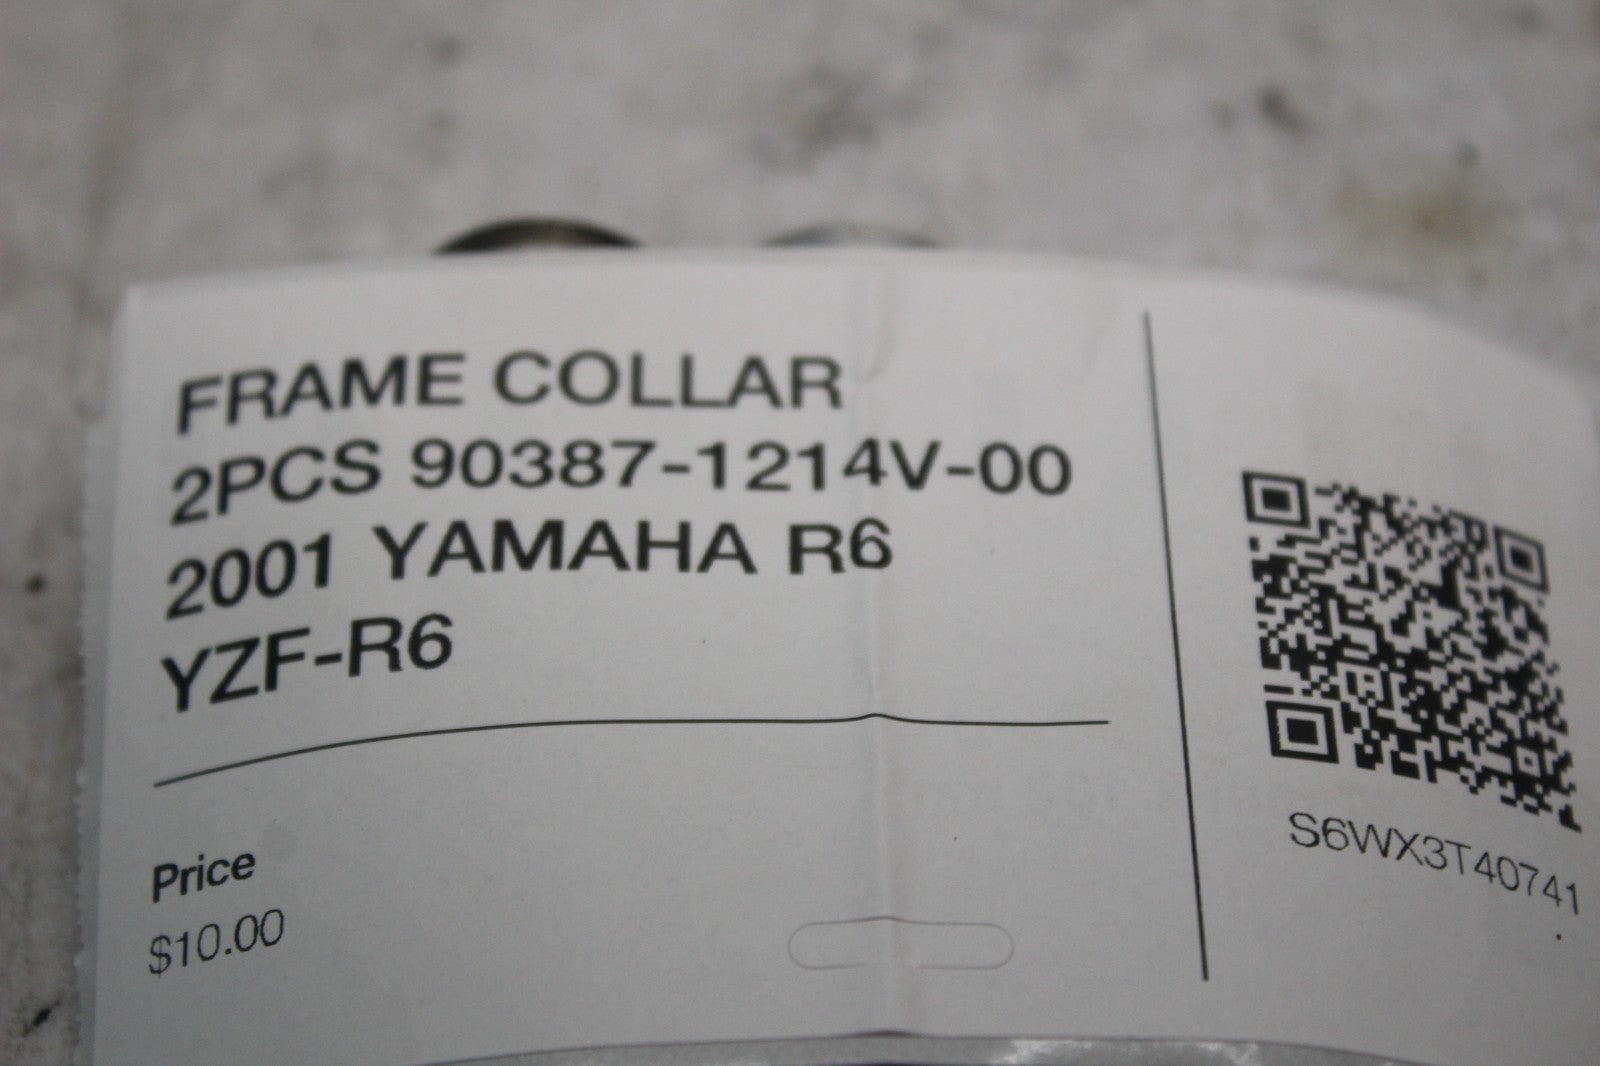 FRAME COLLAR
2PCS 90387-1214V-00
2001 YAMAHA R6
YZF-R6
Price
$10.00
S6WX3T40741